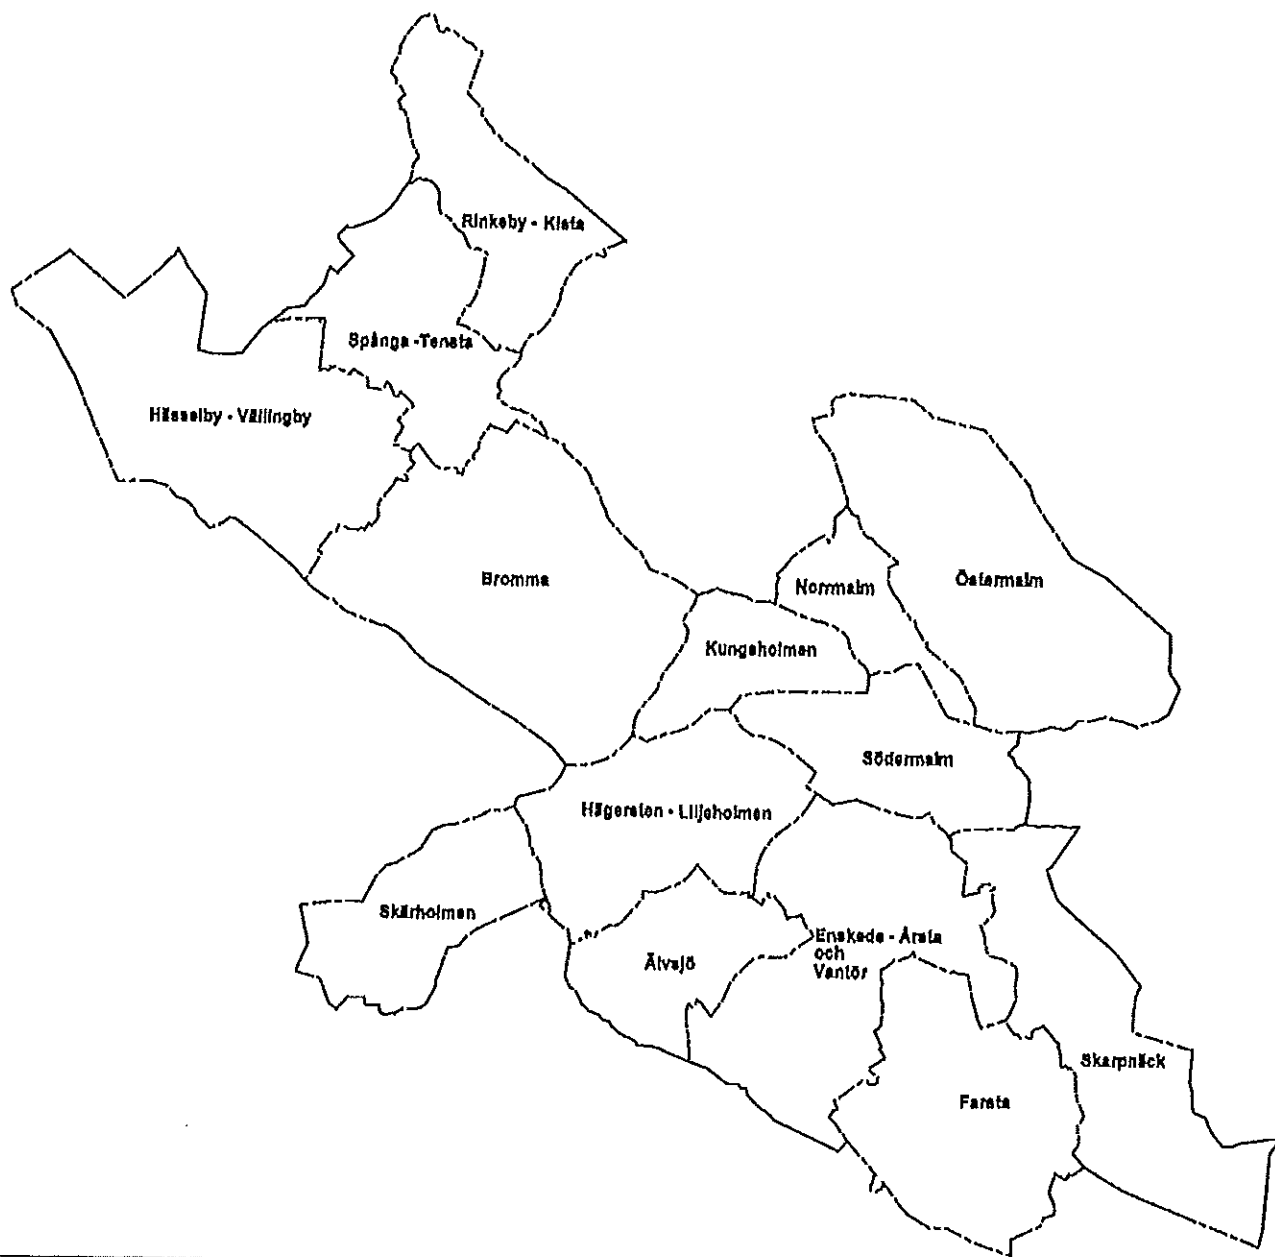 Rinkeby - Kista
Spånga - Tensta
Hässelby - Vällingby
Bromma
Norrmalm
Östermalm
Kungsholmen
Södermalm
Hägersten - Liljeholmen
Skärholmen
Enskede - Årsta
och
Vantör
Älvsjö
Skarpnäck
Farsta